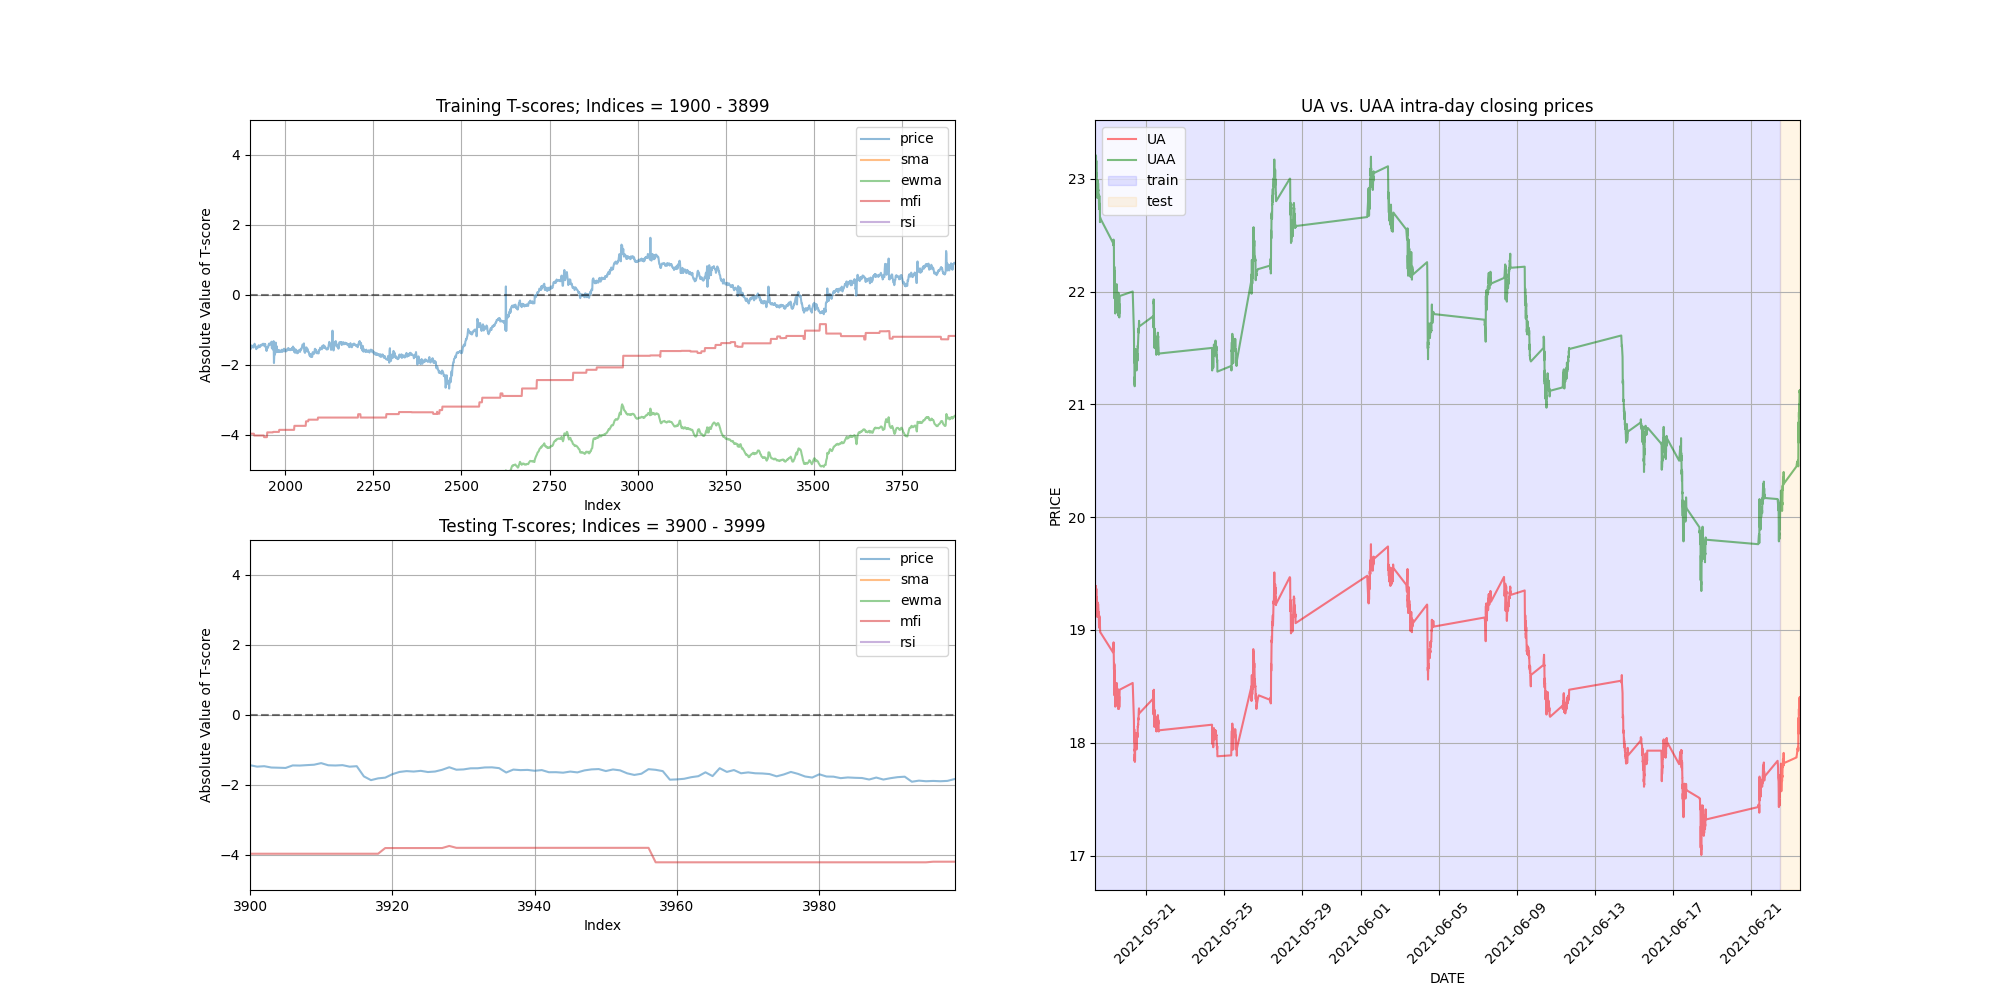 Training T-scores; Indices = 1900 - 3899
Absolute Value of T-score
4
2
0
−2
−4
price
sma
ewma
mfi
rsi
2000
2250
2500
2750
3000
3250
3500
3750
Index
Testing T-scores; Indices = 3900 - 3999
Absolute Value of T-score
4
2
0
−2
−4
price
sma
ewma
mfi
rsi
3900
3920
3940
3960
3980
Index
UA vs. UAA intra-day closing prices
UA
UAA
train
test
PRICE
23
22
21
20
19
18
17
2021-05-21
2021-05-25
2021-05-29
2021-06-01
2021-06-05
2021-06-09
2021-06-13
2021-06-17
2021-06-21
DATE